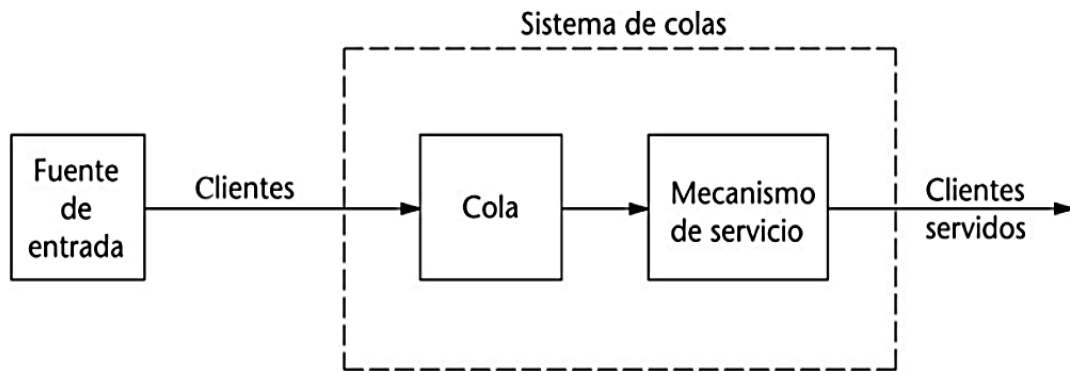 Sistema de colas
Fuente
de
entrada
Clientes
Cola
Mecanismo
de servicio
Clientes
servidos